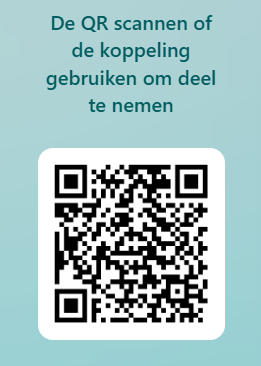 De QR scannen of
de koppeling
gebruiken om deel
te nemen